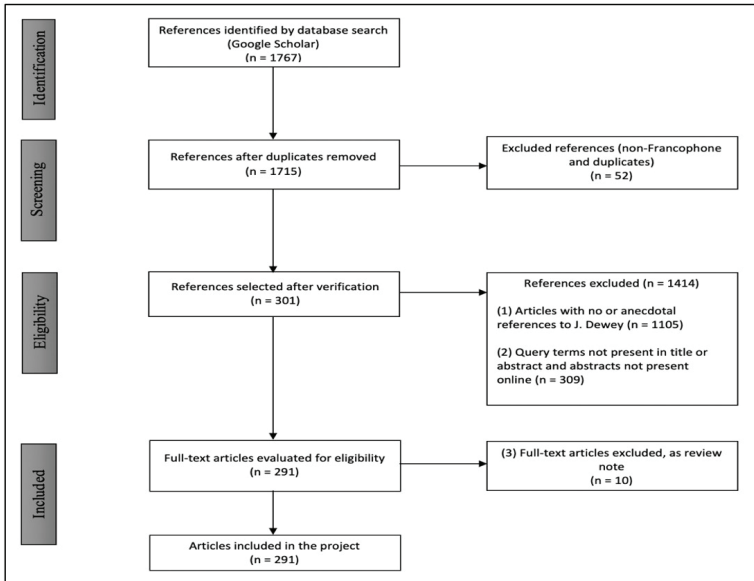 Identification
References identified by database search
(Google Scholar)
(n = 1767)
Screening
References after duplicates removed
(n = 1715)
Excluded references (non-Francophone
and duplicates)
(n = 52)
Eligibility
References selected after verification
(n = 301)
References excluded (n = 1414)
(1) Articles with no or anecdotal
references to J. Dewey (n = 1105)
(2) Query terms not present in title or
abstract and abstracts not present
online (n = 309)
Included
Full-text articles evaluated for eligibility
(n = 291)
(3) Full-text articles excluded, as review
note
(n = 10)
Articles included in the project
(n = 291)